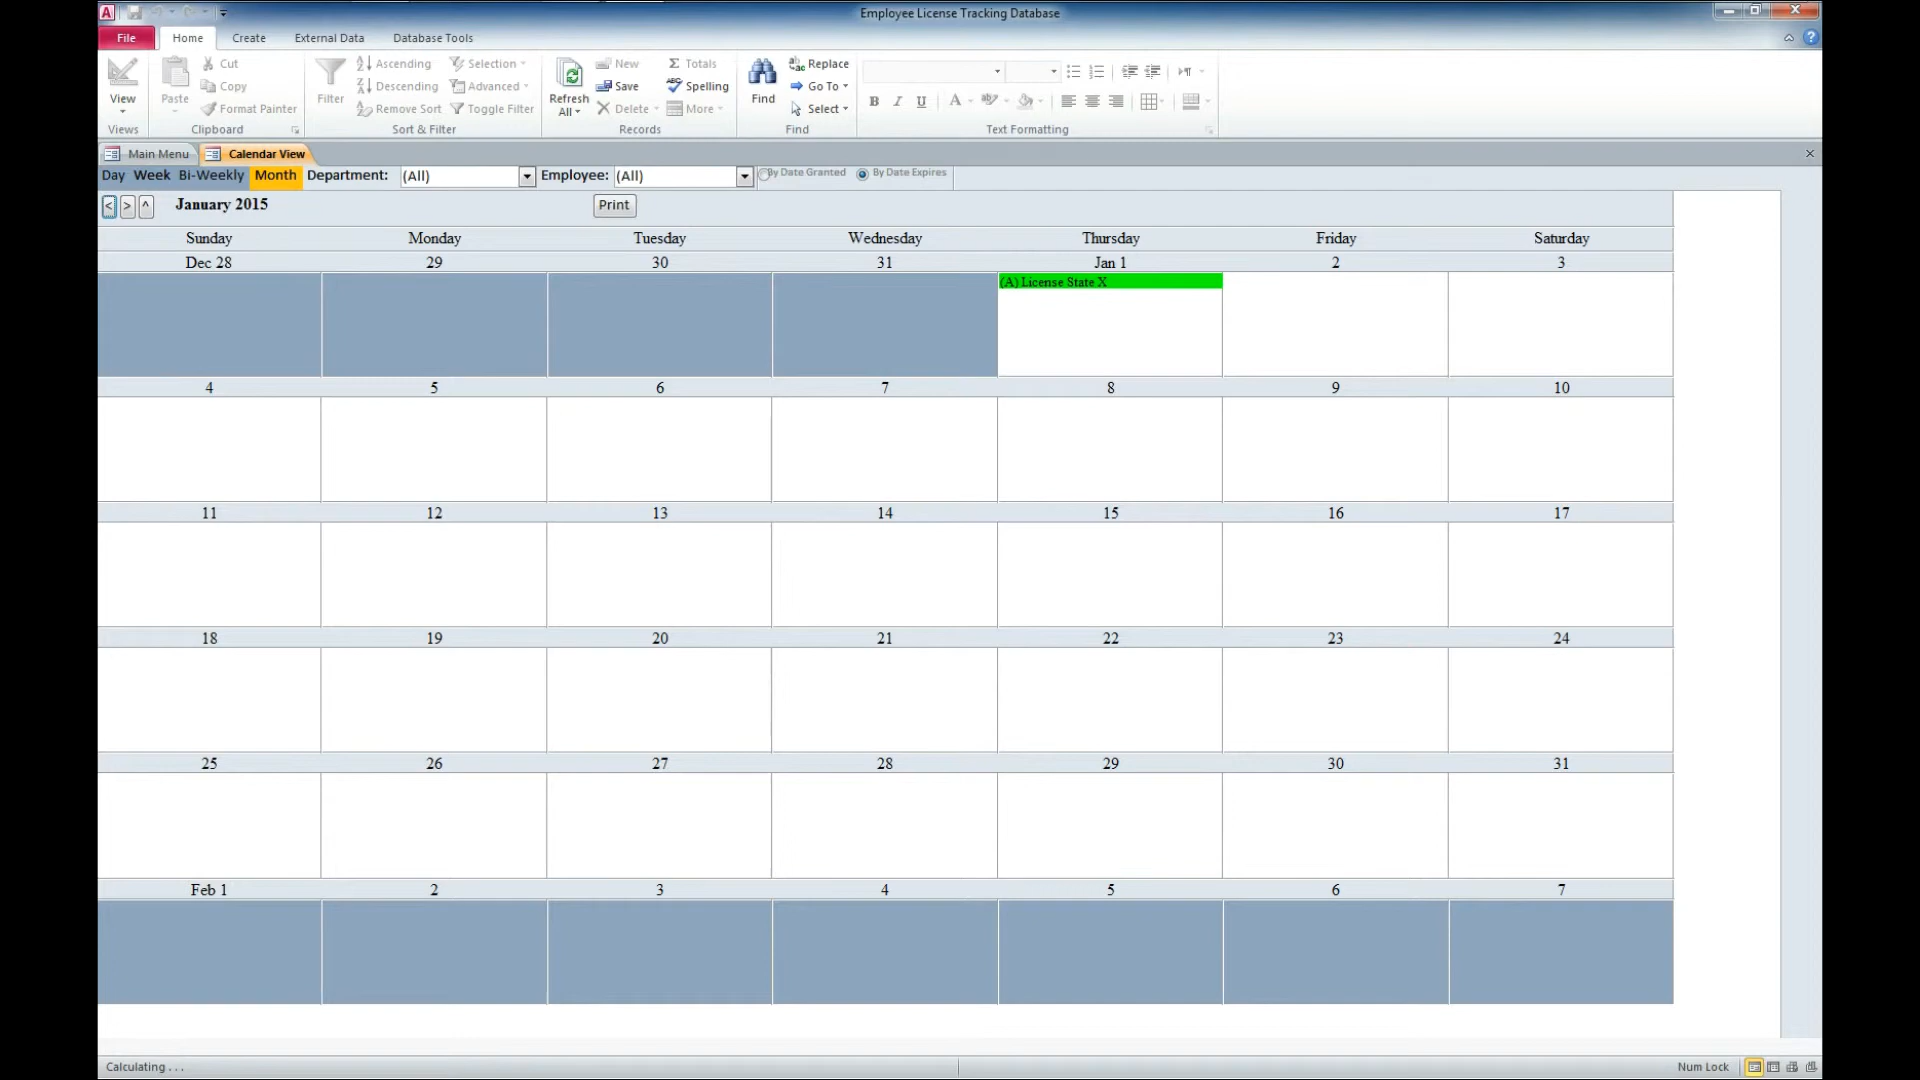 Employee License Tracking Database
File Home Create External Data Database Tools
View Paste Cut Copy Format Painter Filter Ascending Descending Remove Sort Selection Advanced Toggle Filter Refresh All New Save Delete Totals Spelling More Find Replace Go To Select B I U A
Views Clipboard Sort & Filter Records Find Text Formatting
Main Menu Calendar View
Day Week Bi-Weekly Month Department: (All) Employee: (All) By Date Granted By Date Expires
< > ^ January 2015 Print
Sunday Monday Tuesday Wednesday Thursday Friday Saturday
Dec 28 29 30 31 Jan 1 2 3
(A) License State X
4 5 6 7 8 9 10
11 12 13 14 15 16 17
18 19 20 21 22 23 24
25 26 27 28 29 30 31
Feb 1 2 3 4 5 6 7
Calculating . . . Num Lock